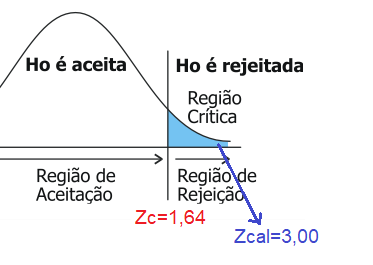 Ho é aceita
Ho é rejeitada
Região
Crítica
Região de
Aceitação
Região de
Rejeição
Zc=1,64
Zcal=3,00